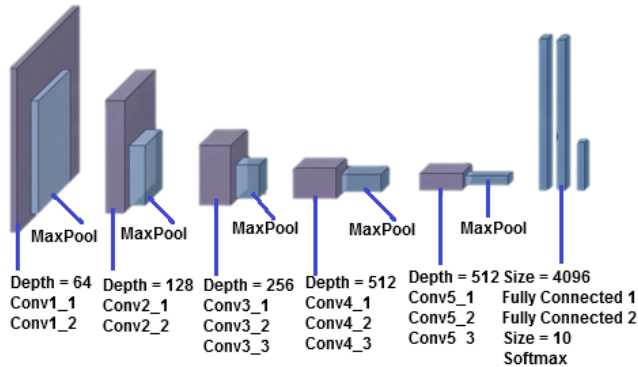 MaxPool
MaxPool
MaxPool
MaxPool
MaxPool
Depth = 64
Conv1_1
Conv1_2
Depth = 128
Conv2_1
Conv2_2
Depth = 256
Conv3_1
Conv3_2
Conv3_3
Depth = 512
Conv4_1
Conv4_2
Conv4_3
Depth = 512
Conv5_1
Conv5_2
Conv5_3
Size = 4096
Fully Connected 1
Fully Connected 2
Size = 10
Softmax